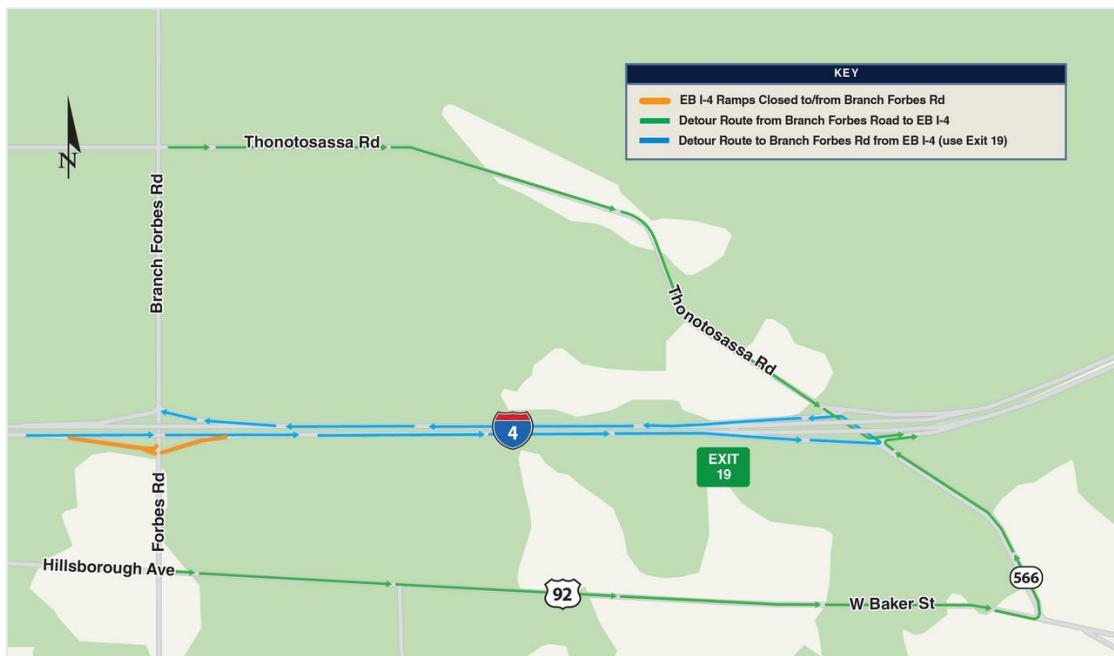 KEY
EB I-4 Ramps Closed to/from Branch Forbes Rd
Detour Route from Branch Forbes Road to EB I-4
Detour Route to Branch Forbes Rd from EB I-4 (use Exit 19)
N
Thonotosassa Rd
Branch Forbes Rd
Thonotosassa Rd
4
EXIT
19
Forbes Rd
Hillsborough Ave
92
W Baker St
566